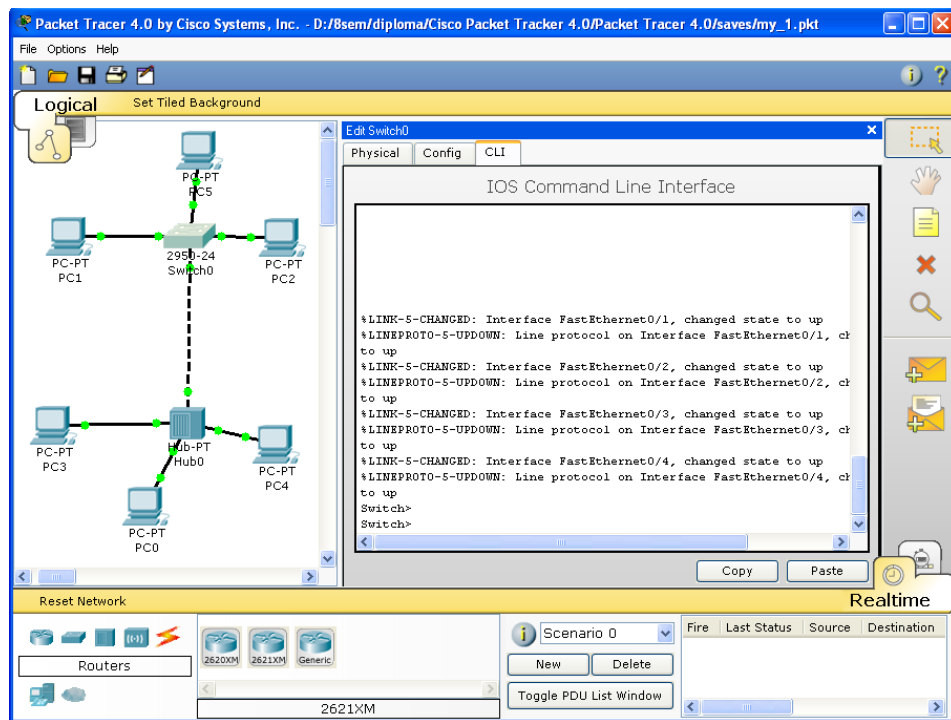 Packet Tracer 4.0 by Cisco Systems, Inc. - D:/8sem/diploma/Cisco Packet Tracker 4.0/Packet Tracer 4.0/saves/my_1.pkt
File Options Help
Logical
Set Tiled Background
PC-PT
PC5
PC-PT
PC1
2950-24
Switch0
PC-PT
PC2
PC-PT
PC3
Hub-PT
Hub0
PC-PT
PC4
PC-PT
PC0
Edit Switch0
Physical Config CLI
IOS Command Line Interface
%LINK-5-CHANGED: Interface FastEthernet0/1, changed state to up
%LINEPROTO-5-UPDOWN: Line protocol on Interface FastEthernet0/1, ch
to up
%LINK-5-CHANGED: Interface FastEthernet0/2, changed state to up
%LINEPROTO-5-UPDOWN: Line protocol on Interface FastEthernet0/2, ch
to up
%LINK-5-CHANGED: Interface FastEthernet0/3, changed state to up
%LINEPROTO-5-UPDOWN: Line protocol on Interface FastEthernet0/3, ch
to up
%LINK-5-CHANGED: Interface FastEthernet0/4, changed state to up
%LINEPROTO-5-UPDOWN: Line protocol on Interface FastEthernet0/4, ch
to up
Switch>
Switch>
Copy Paste
Reset Network
Realtime
Routers
2620XM 2621XM Generic
2621XM
Scenario 0
New Delete
Toggle PDU List Window
Fire Last Status Source Destination